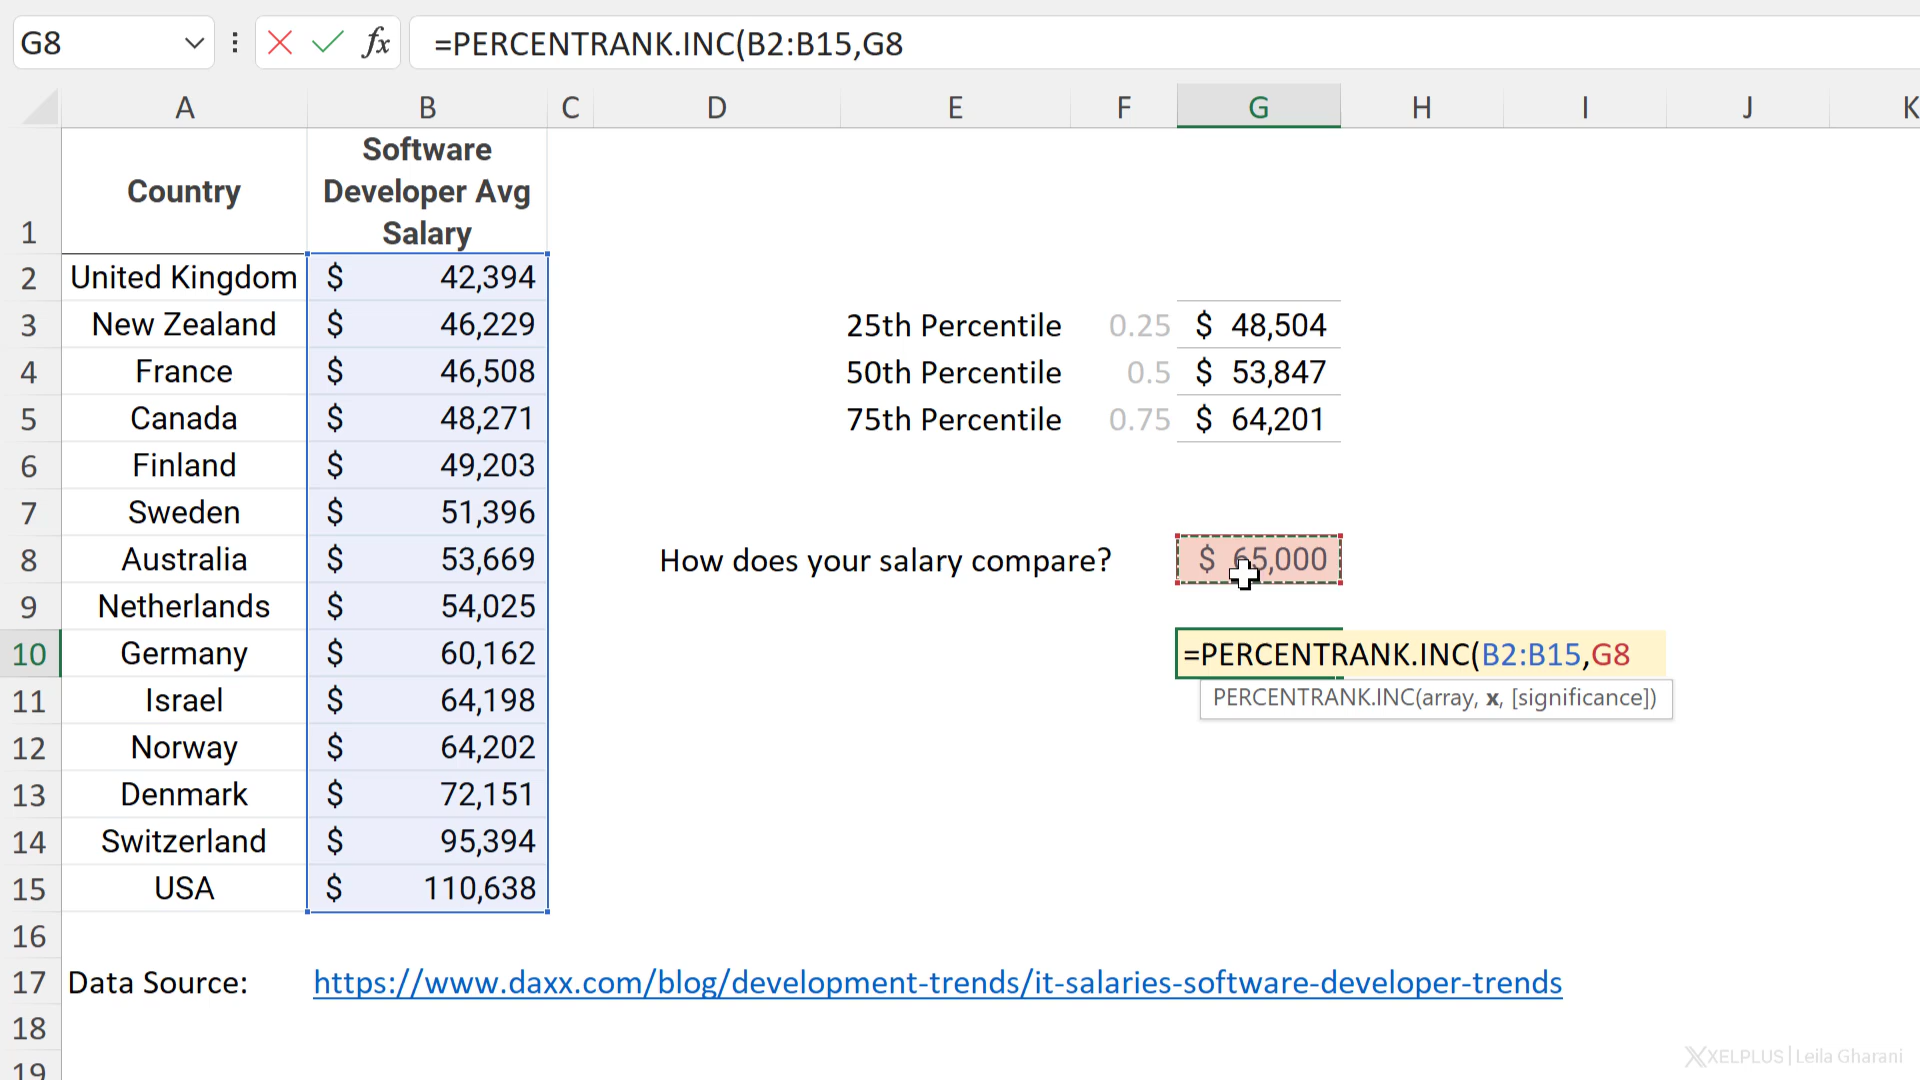 G8 fx =PERCENTRANK.INC(B2:B15,G8
A B C D E F G H I J K
1 Country Software Developer Avg Salary
2 United Kingdom $ 42,394
3 New Zealand $ 46,229 25th Percentile 0.25 $ 48,504
4 France $ 46,508 50th Percentile 0.5 $ 53,847
5 Canada $ 48,271 75th Percentile 0.75 $ 64,201
6 Finland $ 49,203
7 Sweden $ 51,396
8 Australia $ 53,669 How does your salary compare? $ 65,000
9 Netherlands $ 54,025
10 Germany $ 60,162 =PERCENTRANK.INC(B2:B15,G8
PERCENTRANK.INC(array, x, [significance])
11 Israel $ 64,198
12 Norway $ 64,202
13 Denmark $ 72,151
14 Switzerland $ 95,394
15 USA $ 110,638
16
17 Data Source: https://www.daxx.com/blog/development-trends/it-salaries-software-developer-trends
18
19
XELPLUS | Leila Gharani